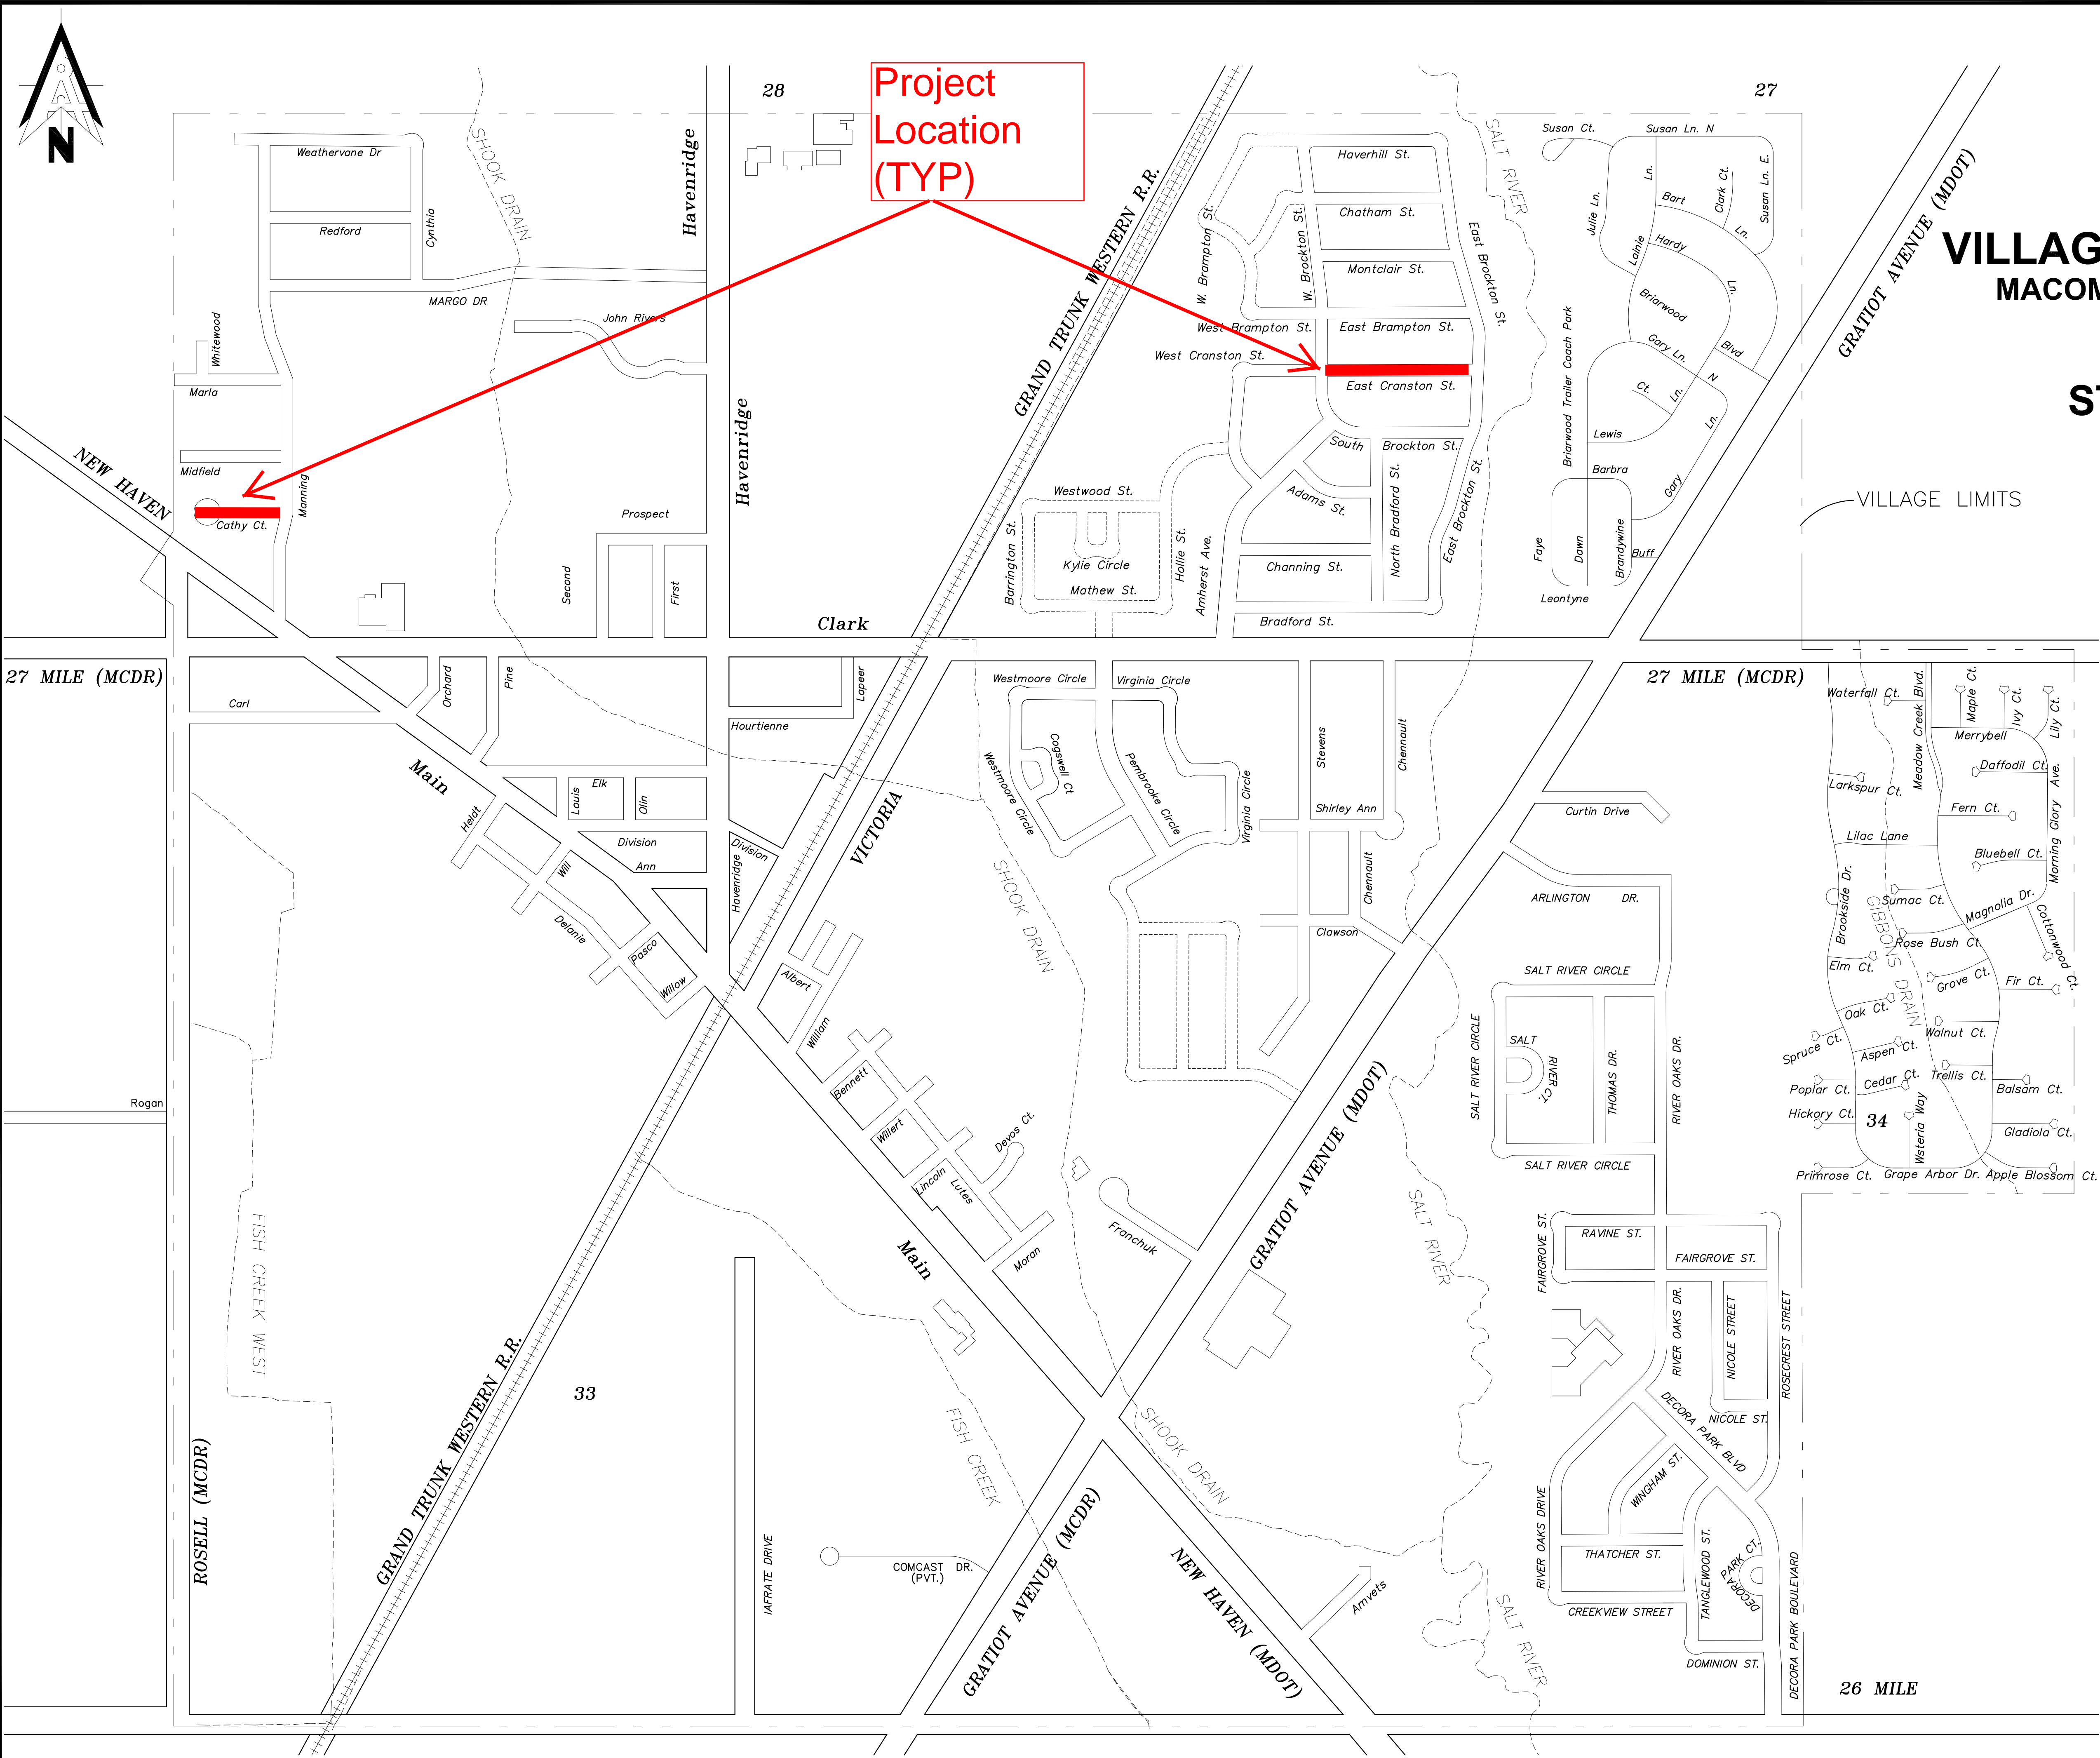 N
28
27
Project
Location
(TYP)
VILLAG
MACOM
ST
Weathervane Dr
Redford
Cynthia
SHOOK DRAIN
Havenridge
MARGO DR
John Rivers
Whitewood
Marla
Midfield
Manning
Cathy Ct.
NEW HAVEN
Havenridge
Prospect
Second
First
Clark
GRAND TRUNK WESTERN R.R.
Haverhill St.
Chatham St.
Montclair St.
W. Brampton St.
W. Brockton St.
East Brockton St.
West Brampton St.
East Brampton St.
West Cranston St.
East Cranston St.
South
Brockton St.
Adams St.
North Bradford St.
East Brockton St.
Westwood St.
Barrington St.
Kylie Circle
Mathew St.
Hollie St.
Amherst Ave.
Channing St.
Bradford St.
SALT RIVER
Susan Ct.
Susan Ln. N
Julie Ln.
Ln.
Lainie
Bart
Ln.
Clark Ct.
Susan Ln. E.
Hardy
Ln.
Briarwood
Blvd
Gary Ln.
N
Ct.
Ln.
Lewis
Barbra
Gary
Ln.
Briarwood Trailer Coach Park
Faye
Dawn
Brandywine
Buff
Leontyne
GRATIOT AVENUE (MDOT)
VILLAGE LIMITS
27 MILE (MCDR)
27 MILE (MCDR)
Carl
Orchard
Pine
Lapeer
Hourtienne
Main
Heldt
Louis
Elk
Olin
Division
Ann
Division
Havenridge
Will
Delanie
Pasco
Willow
VICTORIA
Albert
William
Bennett
Willert
Lincoln
Lutes
Devos Ct.
Moran
Main
Westmoore Circle
Virginia Circle
Cogswell Ct
Westmoore Circle
Pembrooke Circle
Virginia Circle
Stevens
Chennault
Shirley Ann
Chennault
Clawson
SHOOK DRAIN
Curtin Drive
ARLINGTON DR.
SALT RIVER CIRCLE
SALT RIVER CIRCLE
SALT
RIVER CT.
THOMAS DR.
RIVER OAKS DR.
SALT RIVER CIRCLE
Waterfall Ct.
Meadow Creek Blvd.
Maple Ct.
Ivy Ct.
Lily Ct.
Merrybell
Daffodil Ct.
Larkspur Ct.
Fern Ct.
Morning Glory Ave.
Lilac Lane
Bluebell Ct.
Brookside Dr.
Sumac Ct.
Magnolia Dr.
Cottonwood Ct.
GIBBONS DRAIN
Rose Bush Ct.
Elm Ct.
Grove Ct.
Fir Ct.
Oak Ct.
Walnut Ct.
Spruce Ct.
Aspen Ct.
Trellis Ct.
Poplar Ct.
Cedar Ct.
Balsam Ct.
Hickory Ct.
34
Wsteria Way
Gladiola Ct.
Primrose Ct.
Grape Arbor Dr.
Apple Blossom Ct.
Rogan
FISH CREEK WEST
ROSELL (MCDR)
GRAND TRUNK WESTERN R.R.
33
IAFRATE DRIVE
COMCAST DR.
(PVT.)
FISH CREEK
Franchuk
GRATIOT AVENUE (MDOT)
SALT RIVER
SHOOK DRAIN
GRATIOT AVENUE (MCDR)
NEW HAVEN (MDOT)
Amvets
SALT RIVER
FAIRGROVE ST.
RAVINE ST.
FAIRGROVE ST.
RIVER OAKS DR.
NICOLE STREET
ROSECREST STREET
NICOLE ST.
DECORA PARK BLVD
WINGHAM ST.
RIVER OAKS DRIVE
THATCHER ST.
TANGLEWOOD ST.
DECORA
PARK CT.
CREEKVIEW STREET
DOMINION ST.
DECORA PARK BOULEVARD
26 MILE